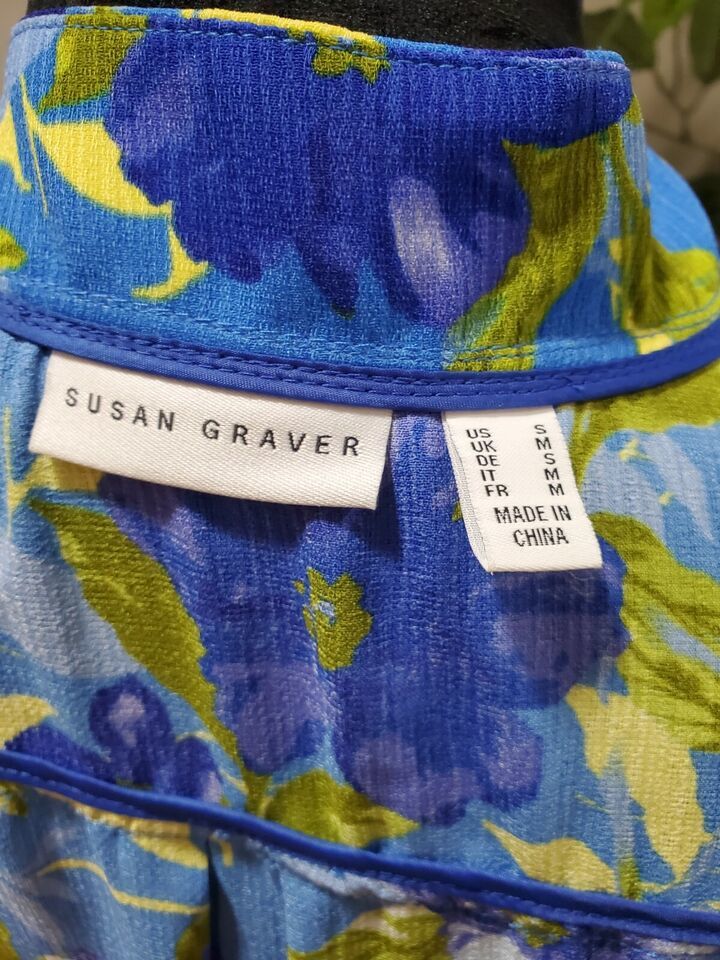 SUSAN GRAVER
US S
UK M
DE S
IT M
FR M
MADE IN
CHINA